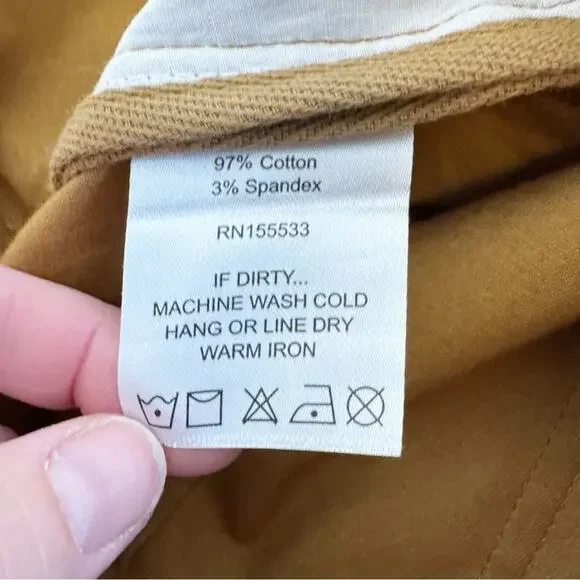 97% Cotton
3% Spandex
RN155533
IF DIRTY...
MACHINE WASH COLD
HANG OR LINE DRY
WARM IRON